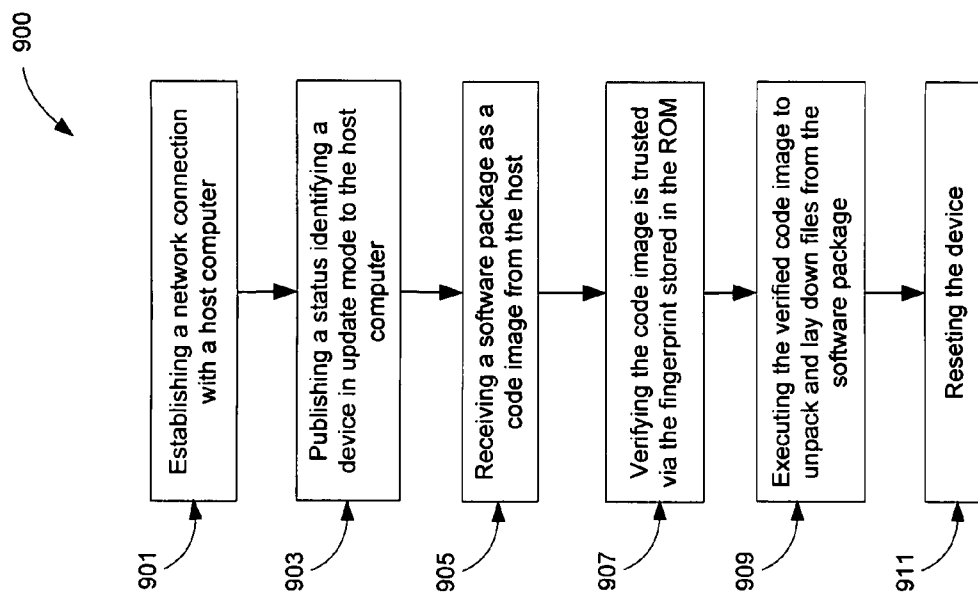 900
901
Establishing a network connection
with a host computer
903
Publishing a status identifying a
device in update mode to the host
computer
905
Receiving a software package as a
code image from the host
907
Verifying the code image is trusted
via the fingerprint stored in the ROM
909
Executing the verified code image to
unpack and lay down files from the
software package
911
Reseting the device